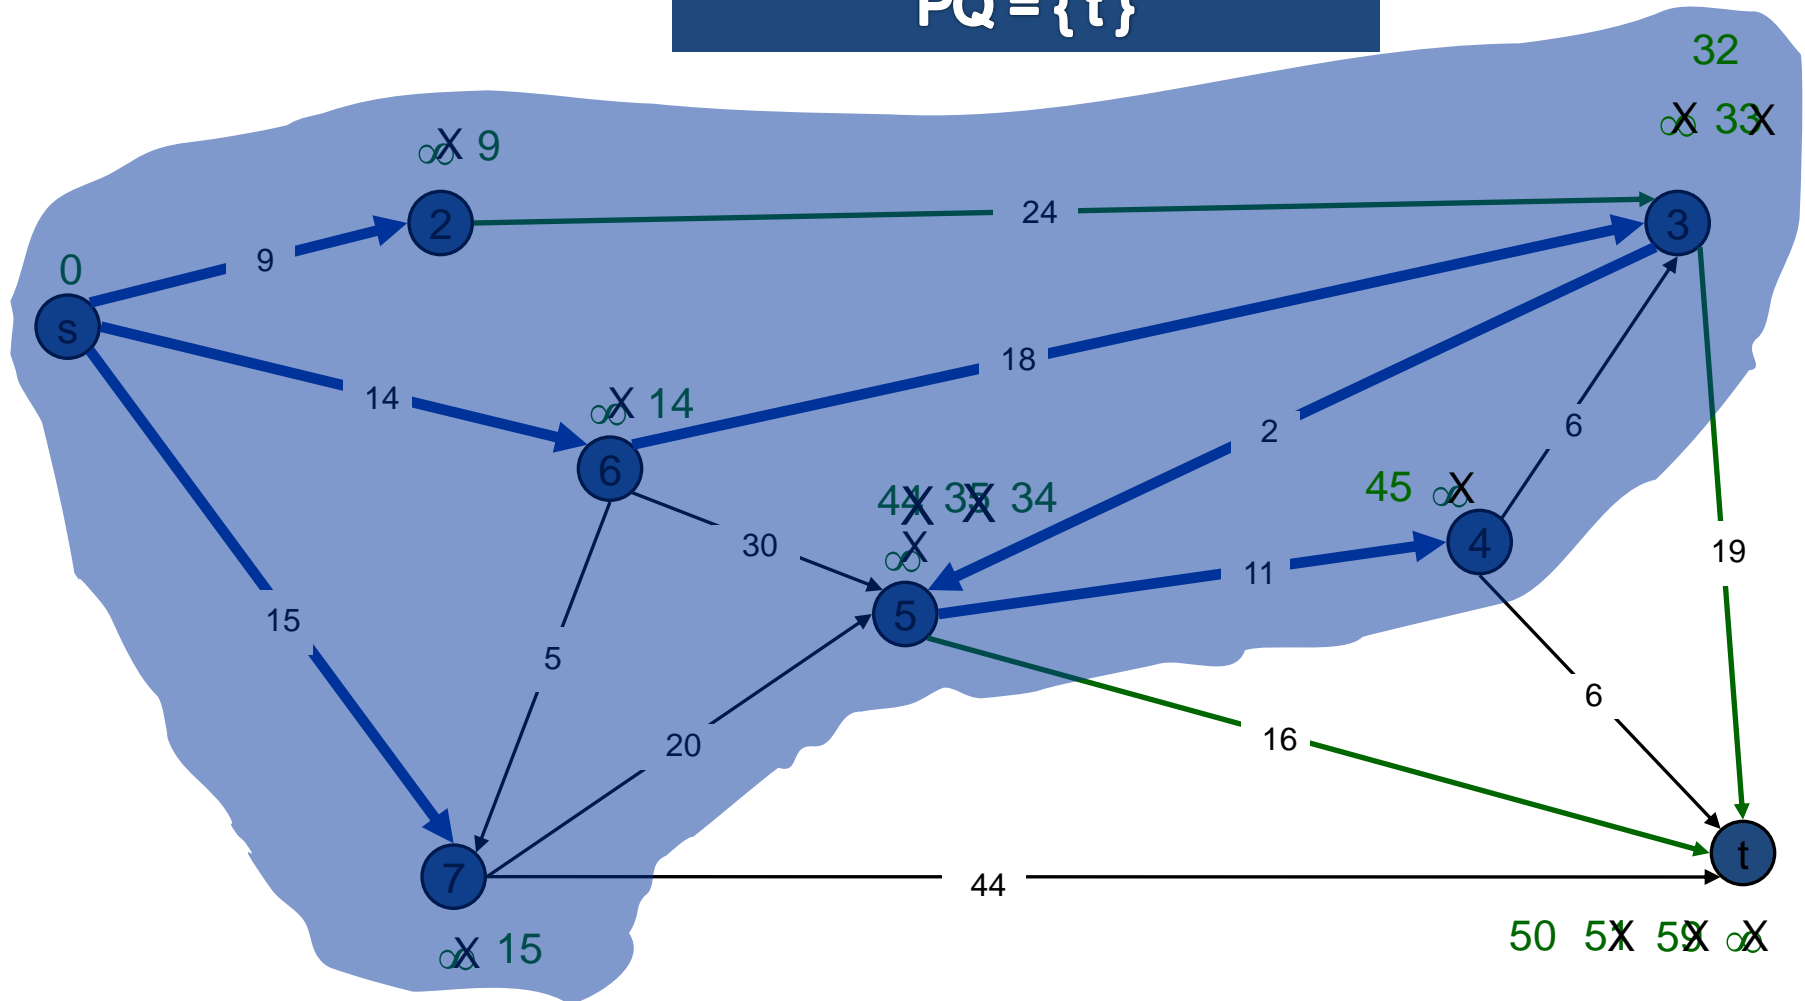 PQ = { t }
32
∞ X 33 X
∞ X 9
2
24
3
9
0
s
18
14
∞ X 14
2
6
6
44 X 35 X 34
45 ∞ X
30
∞ X
4
19
11
5
15
5
6
20
16
t
7
44
50 51 X 59 X ∞ X
∞ X 15